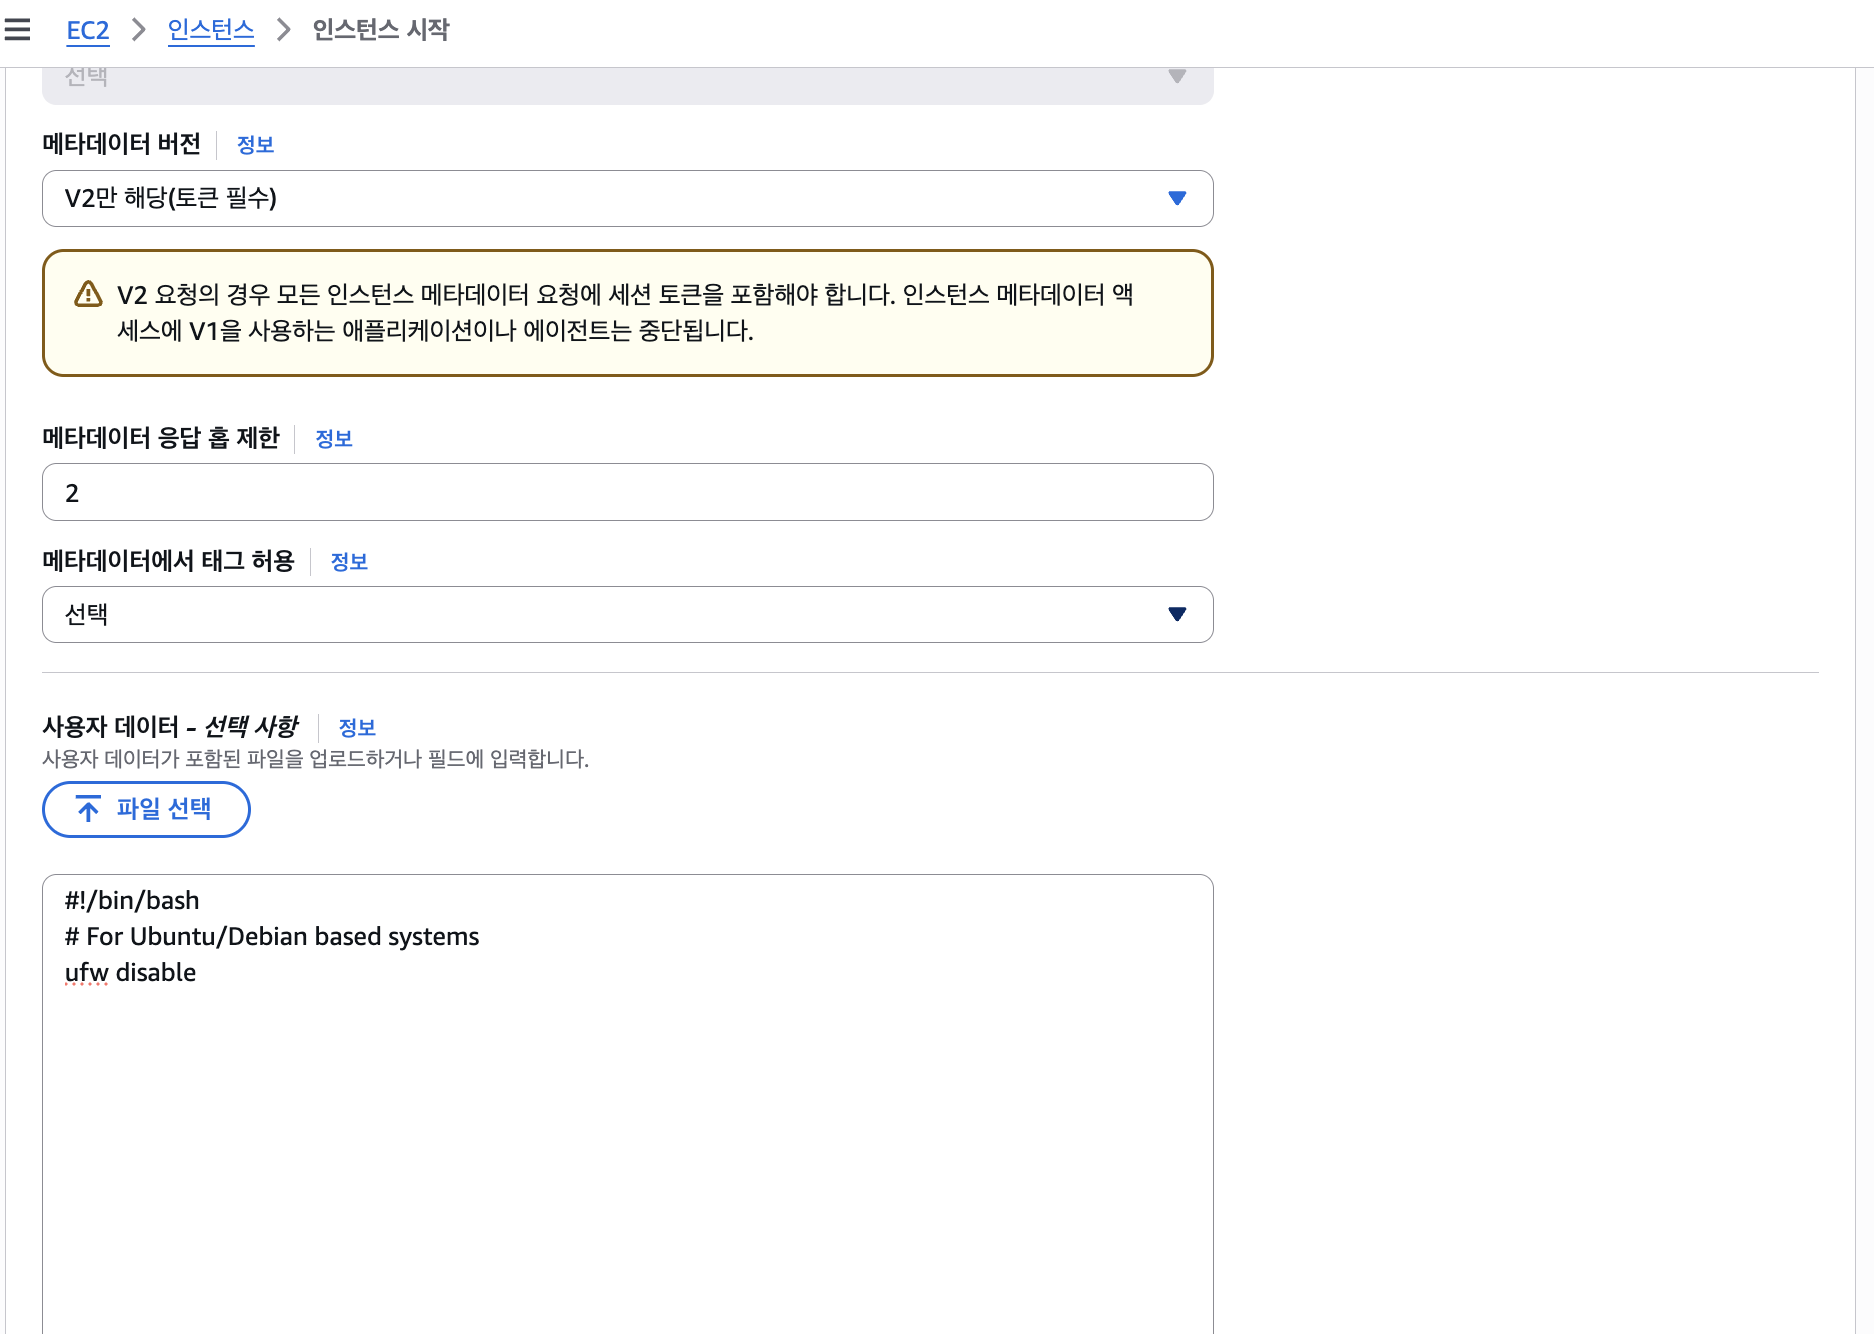 EC2 > 인스턴스 > 인스턴스 시작
선택
메타데이터 버전 정보
V2만 해당(토큰 필수)
V2 요청의 경우 모든 인스턴스 메타데이터 요청에 세션 토큰을 포함해야 합니다. 인스턴스 메타데이터 액
세스에 V1을 사용하는 애플리케이션이나 에이전트는 중단됩니다.
메타데이터 응답 홉 제한 정보
2
메타데이터에서 태그 허용 정보
선택
사용자 데이터 - 선택 사항 정보
사용자 데이터가 포함된 파일을 업로드하거나 필드에 입력합니다.
파일 선택
#!/bin/bash
# For Ubuntu/Debian based systems
ufw disable